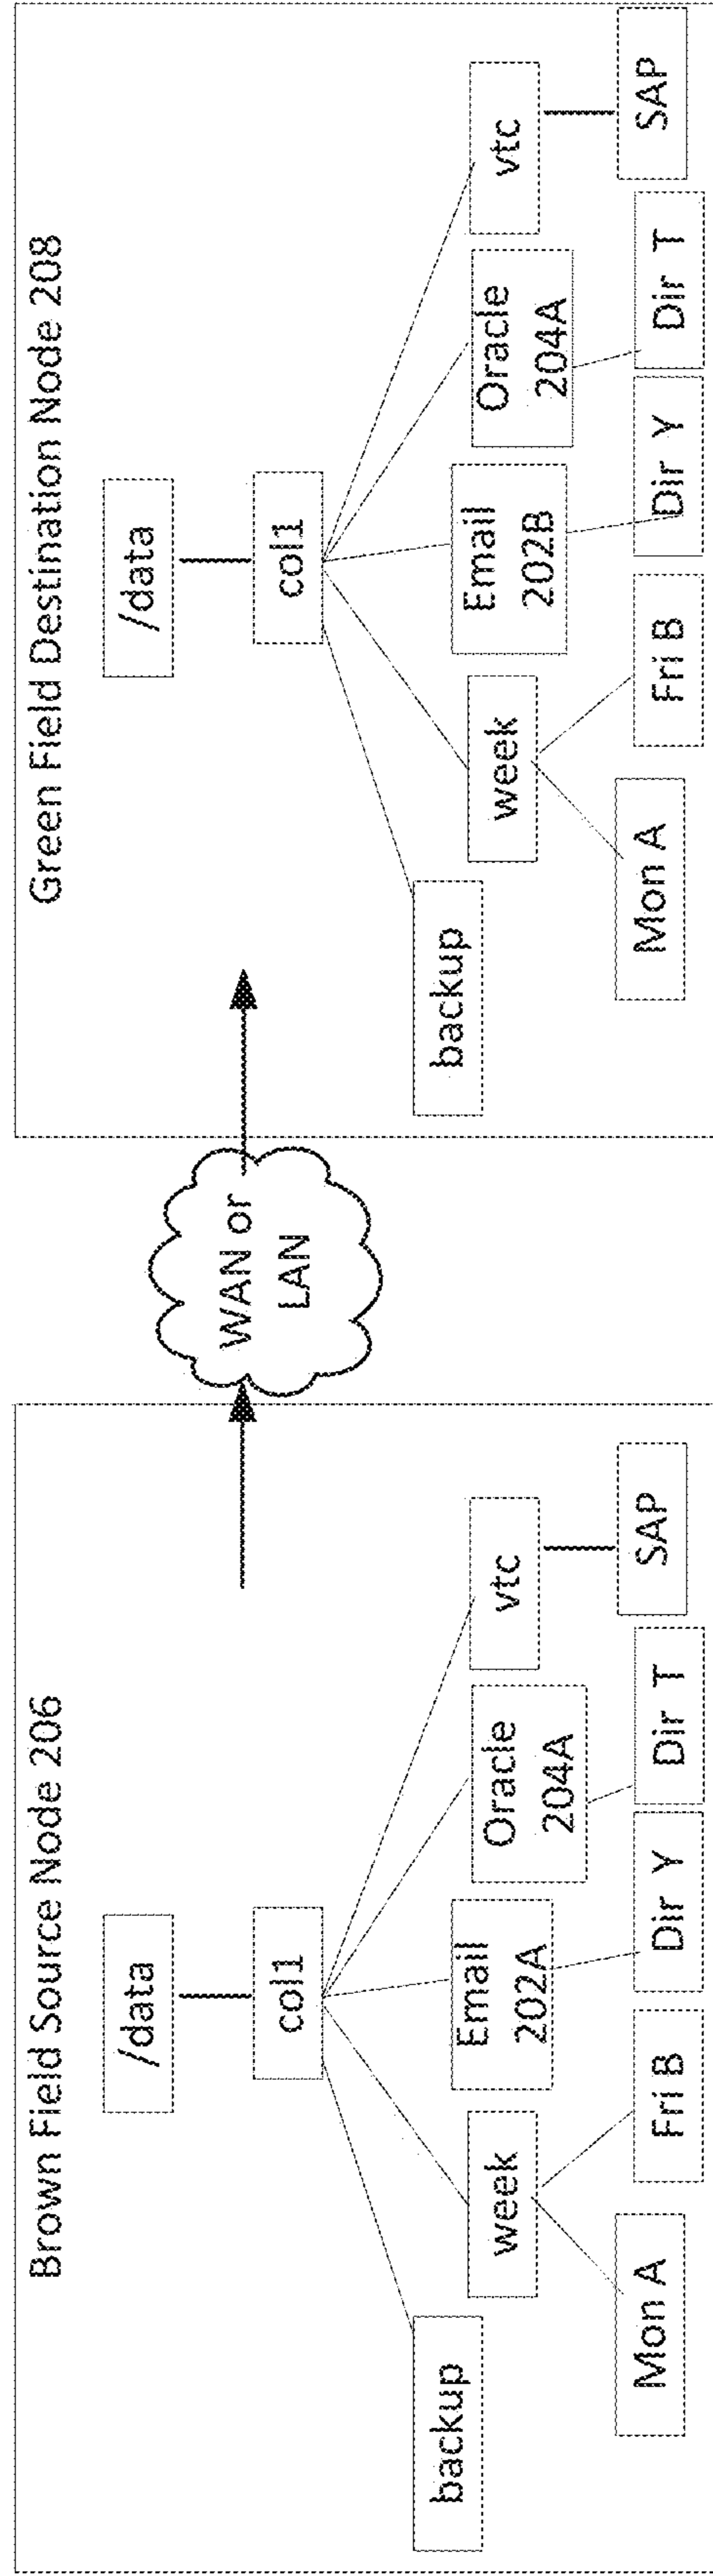 Brown Field Source Node 206
/data
col1
backup
week
Email
202A
Oracle
204A
vtc
Mon A
Fri B
Dir Y
Dir T
SAP
WAN or
LAN
Green Field Destination Node 208
/data
col1
backup
week
Email
202B
Oracle
204A
vtc
Mon A
Fri B
Dir Y
Dir T
SAP